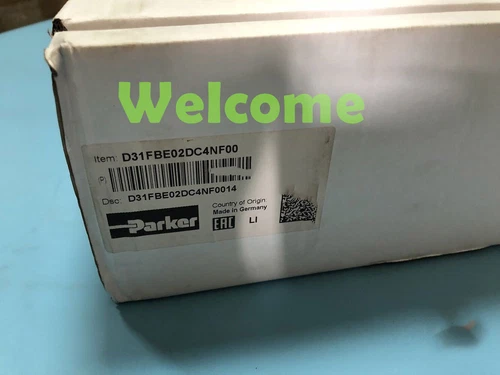 Welcome
Item: D31FBE02DC4NF00
(P)
Dsc: D31FBE02DC4NF0014
Parker
Country of Origin:
Made in Germany
EAC LI